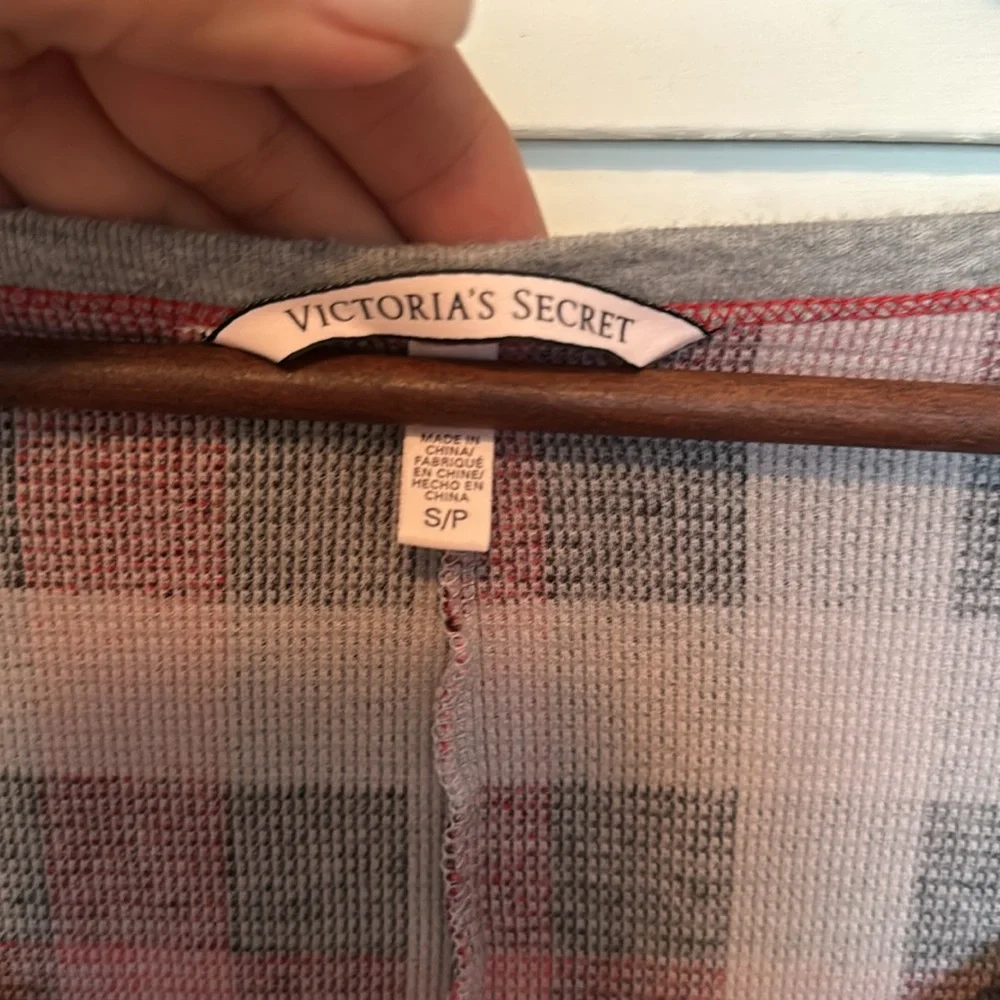 VICTORIA'S SECRET
MADE IN
CHINA/
FABRIQUÉ
EN CHINE/
HECHO EN
CHINA
S/P